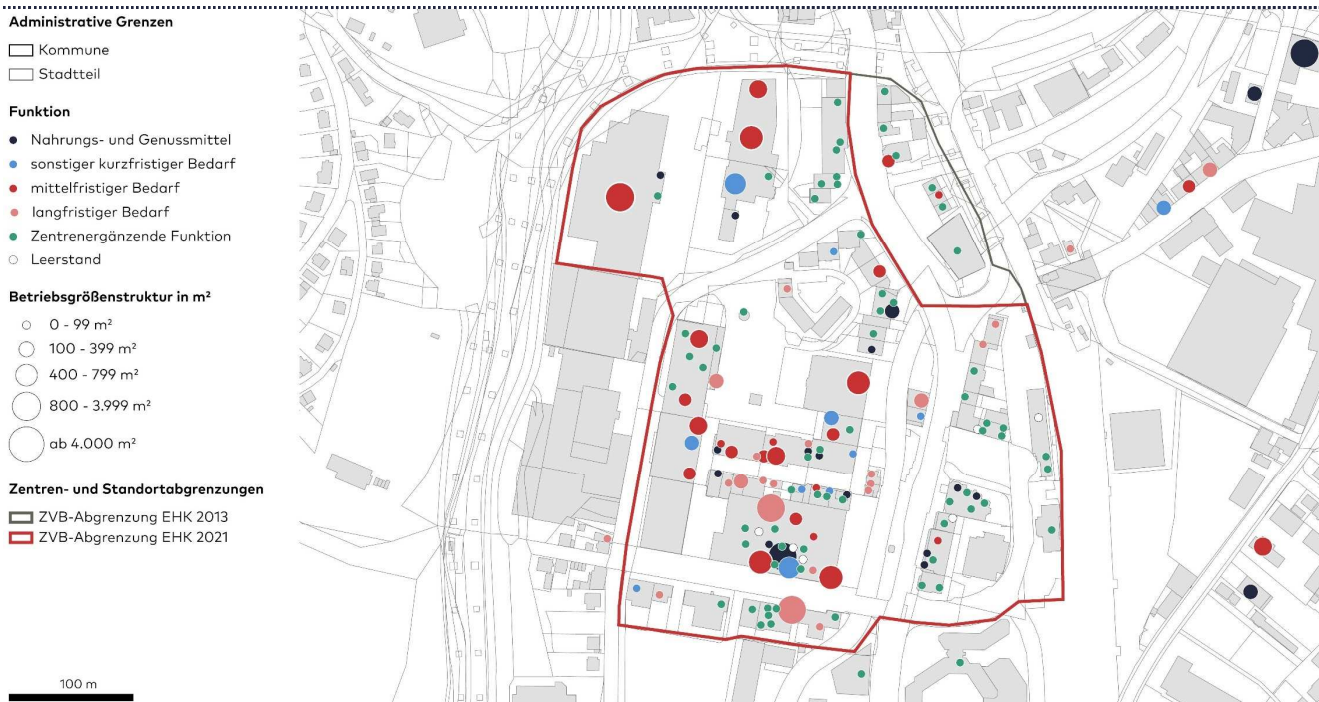 Administrative Grenzen
Kommune
Stadtteil
Funktion
Nahrungs- und Genussmittel
sonstiger kurzfristiger Bedarf
mittelfristiger Bedarf
langfristiger Bedarf
Zentrenergänzende Funktion
Leerstand
Betriebsgrößenstruktur in m²
0 - 99 m²
100 - 399 m²
400 - 799 m²
800 - 3.999 m²
ab 4.000 m²
Zentren- und Standortabgrenzungen
ZVB-Abgrenzung EHK 2013
ZVB-Abgrenzung EHK 2021
100 m